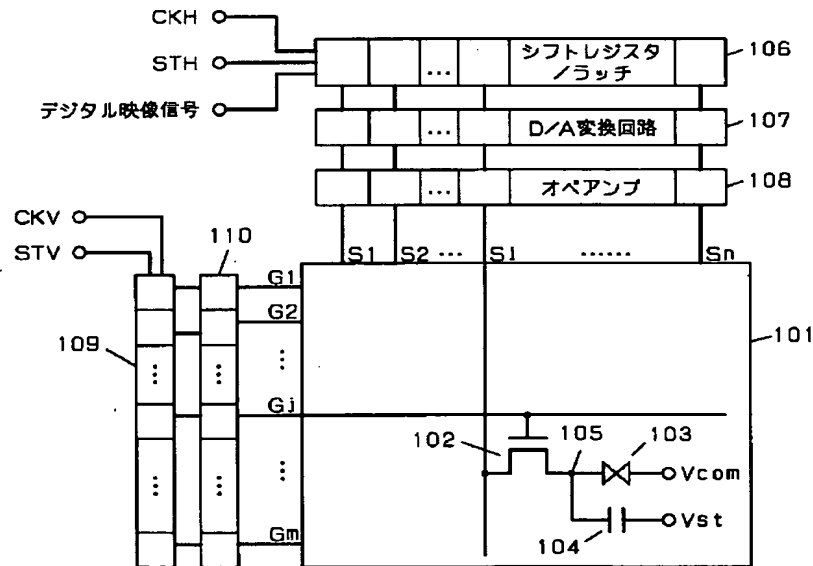 CKH
STH
デジタル映像信号
... シフトレジスタ
/ラッチ
106
... D/A変換回路
107
... オペアンプ
108
CKV
STV
110
S1 S2 ... Si ...... Sn
G1
G2
...
Gj
...
Gm
109
... ...
... ...
101
102
105
103
Vcom
104
Vst